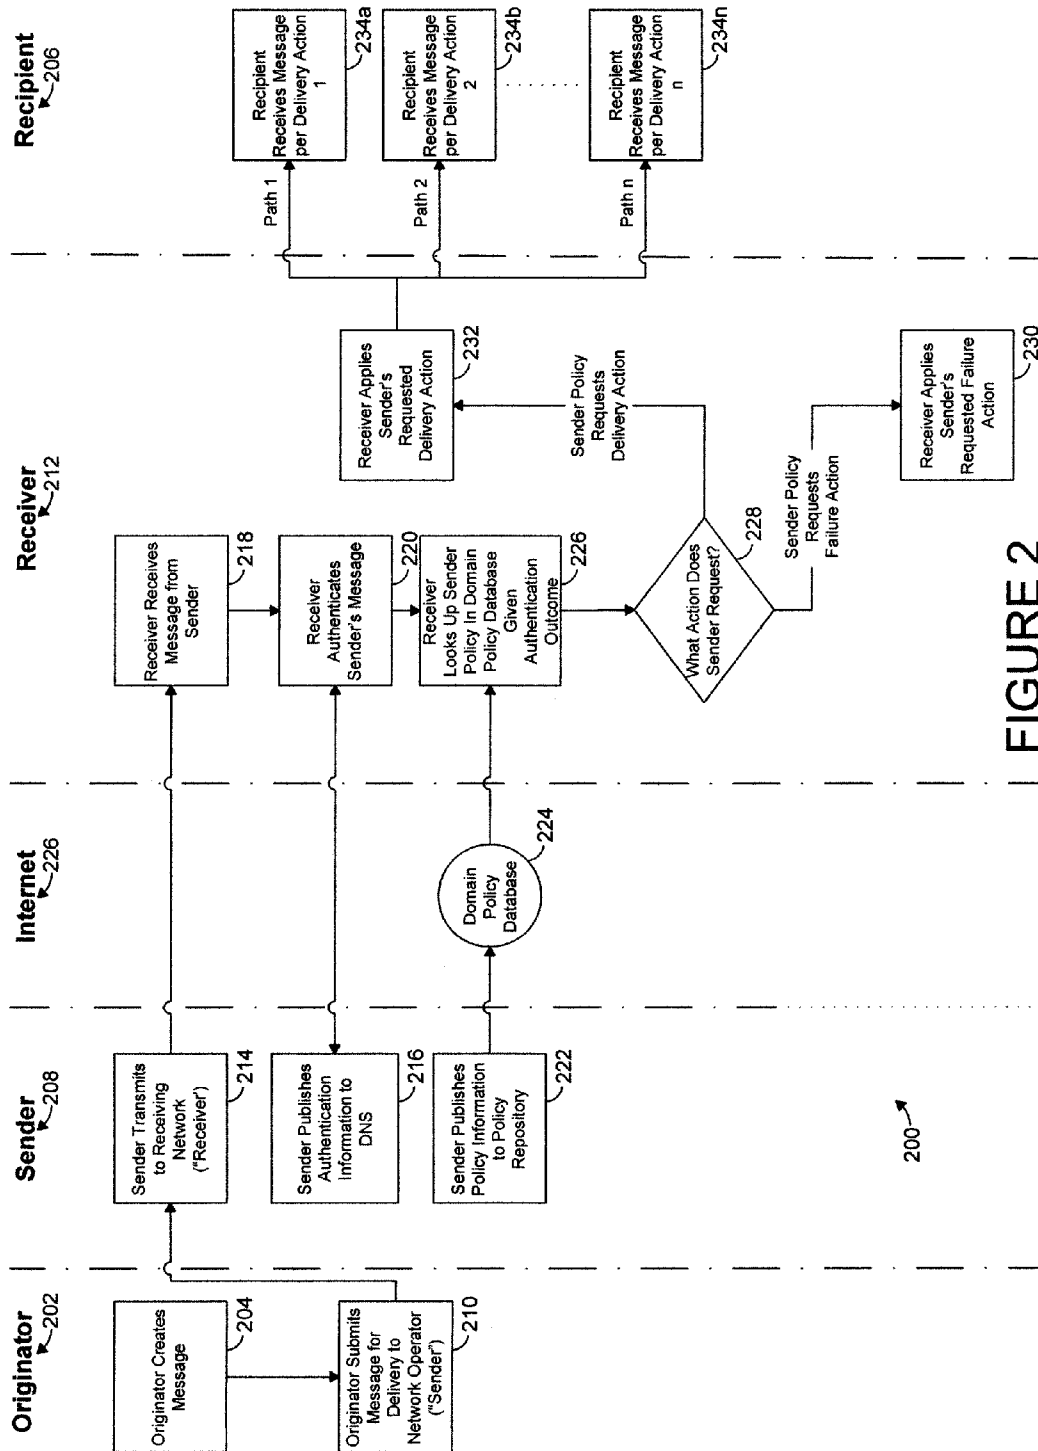 Originator
202
Originator Creates
Message
204
Originator Submits
Message for
Delivery to
Network Operator
("Sender")
210
Sender
208
Sender Transmits
to Receiving
Network
("Receiver')
214
Sender Publishes
Authentication
Information to
DNS
216
Sender Publishes
Policy Information
to Policy
Repository
222
200
Internet
226
Domain
Policy
Database
224
Receiver
212
Receiver Receives
Message from
Sender
218
Receiver
Authenticates
Sender's Message
220
Receiver
Looks Up Sender
Policy In Domain
Policy Database
Given
Authentication
Outcome
226
What Action Does
Sender Request?
228
Sender Policy
Requests
Delivery Action
Sender Policy
Requests
Failure Action
Receiver Applies
Sender's
Requested
Delivery Action
232
Receiver Applies
Sender's
Requested Failure
Action
230
Recipient
206
Path 1
Recipient
Receives Message
per Delivery Action
1
234a
Path 2
Recipient
Receives Message
per Delivery Action
2
234b
Path n
Recipient
Receives Message
per Delivery Action
n
234n
FIGURE 2